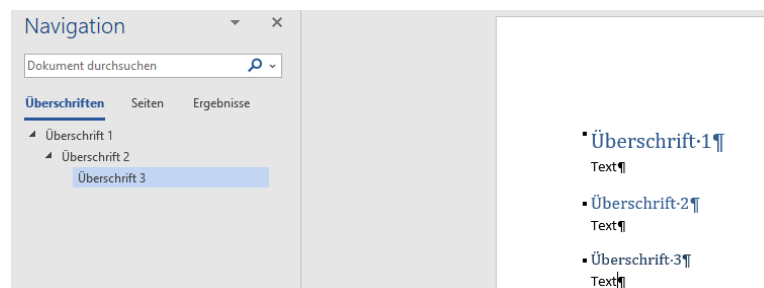 Navigation
Dokument durchsuchen
Überschriften Seiten Ergebnisse
Überschrift 1
Überschrift 2
Überschrift 3
Überschrift·1¶
Text¶
Überschrift·2¶
Text¶
Überschrift·3¶
Text¶